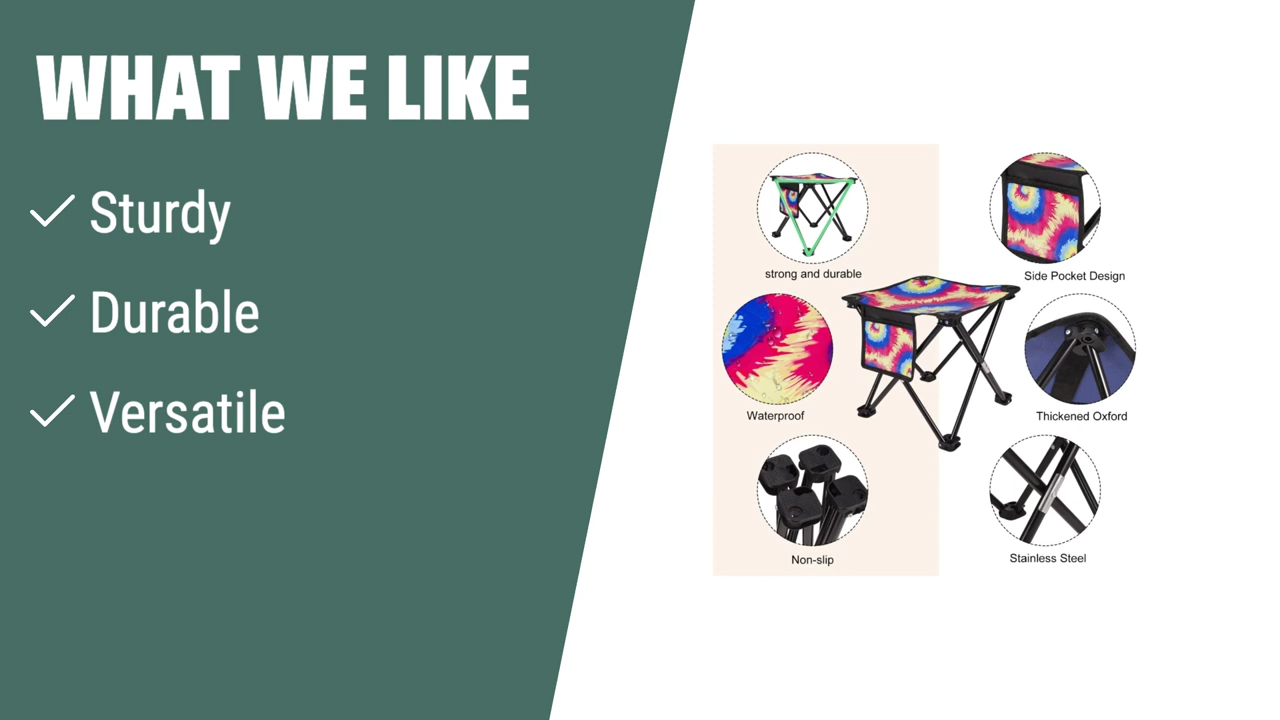 WHAT WE LIKE
Sturdy
Durable
Versatile
strong and durable
Side Pocket Design
Waterproof
Thickened Oxford
Non-slip
Stainless Steel